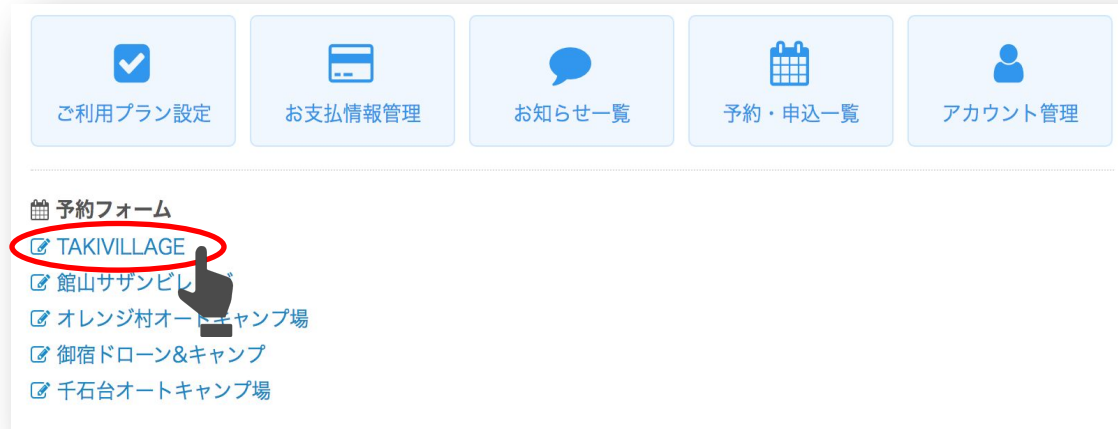 ご利用プラン設定
お支払情報管理
お知らせ一覧
予約・申込一覧
アカウント管理
予約フォーム
TAKIVILLAGE
館山サザンビレ
オレンジ村オートキャンプ場
御宿ドローン&キャンプ
千石台オートキャンプ場